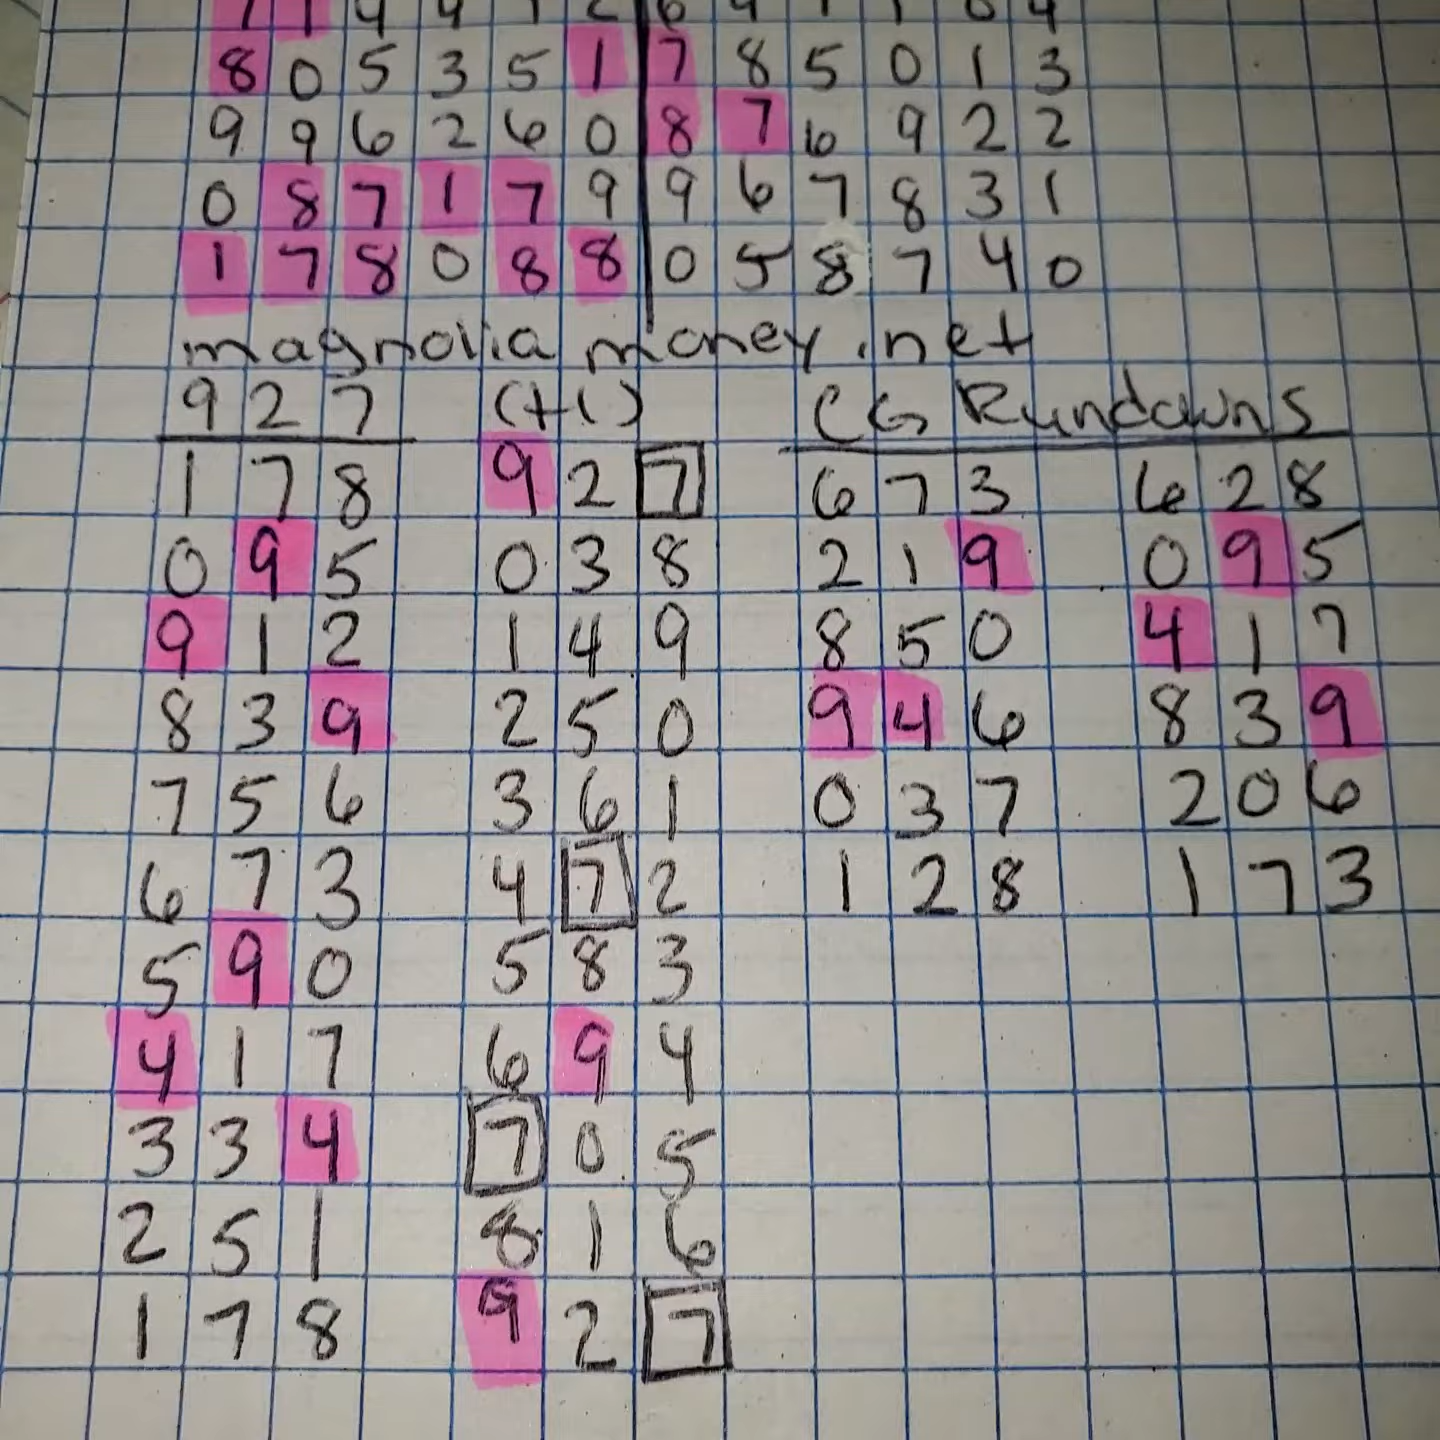 8 0 5 3 5 1 7 8 5 0 1 3
9 9 6 2 6 0 8 7 6 9 2 2
0 8 7 1 7 9 9 6 7 8 3 1
1 7 8 0 8 8 0 5 8 7 4 0
magnolia money.net
9 2 7 (+1) CG Rundowns
1 7 8 9 2 7 6 7 3 6 2 8
0 9 5 0 3 8 2 1 9 0 9 5
9 1 2 1 4 9 8 5 0 4 1 7
8 3 9 2 5 0 9 4 6 8 3 9
7 5 6 3 6 1 0 3 7 2 0 6
6 7 3 4 7 2 1 2 8 1 7 3
5 9 0 5 8 3
4 1 7 6 9 4
3 3 4 7 0 5
2 5 1 8 1 6
1 7 8 9 2 7